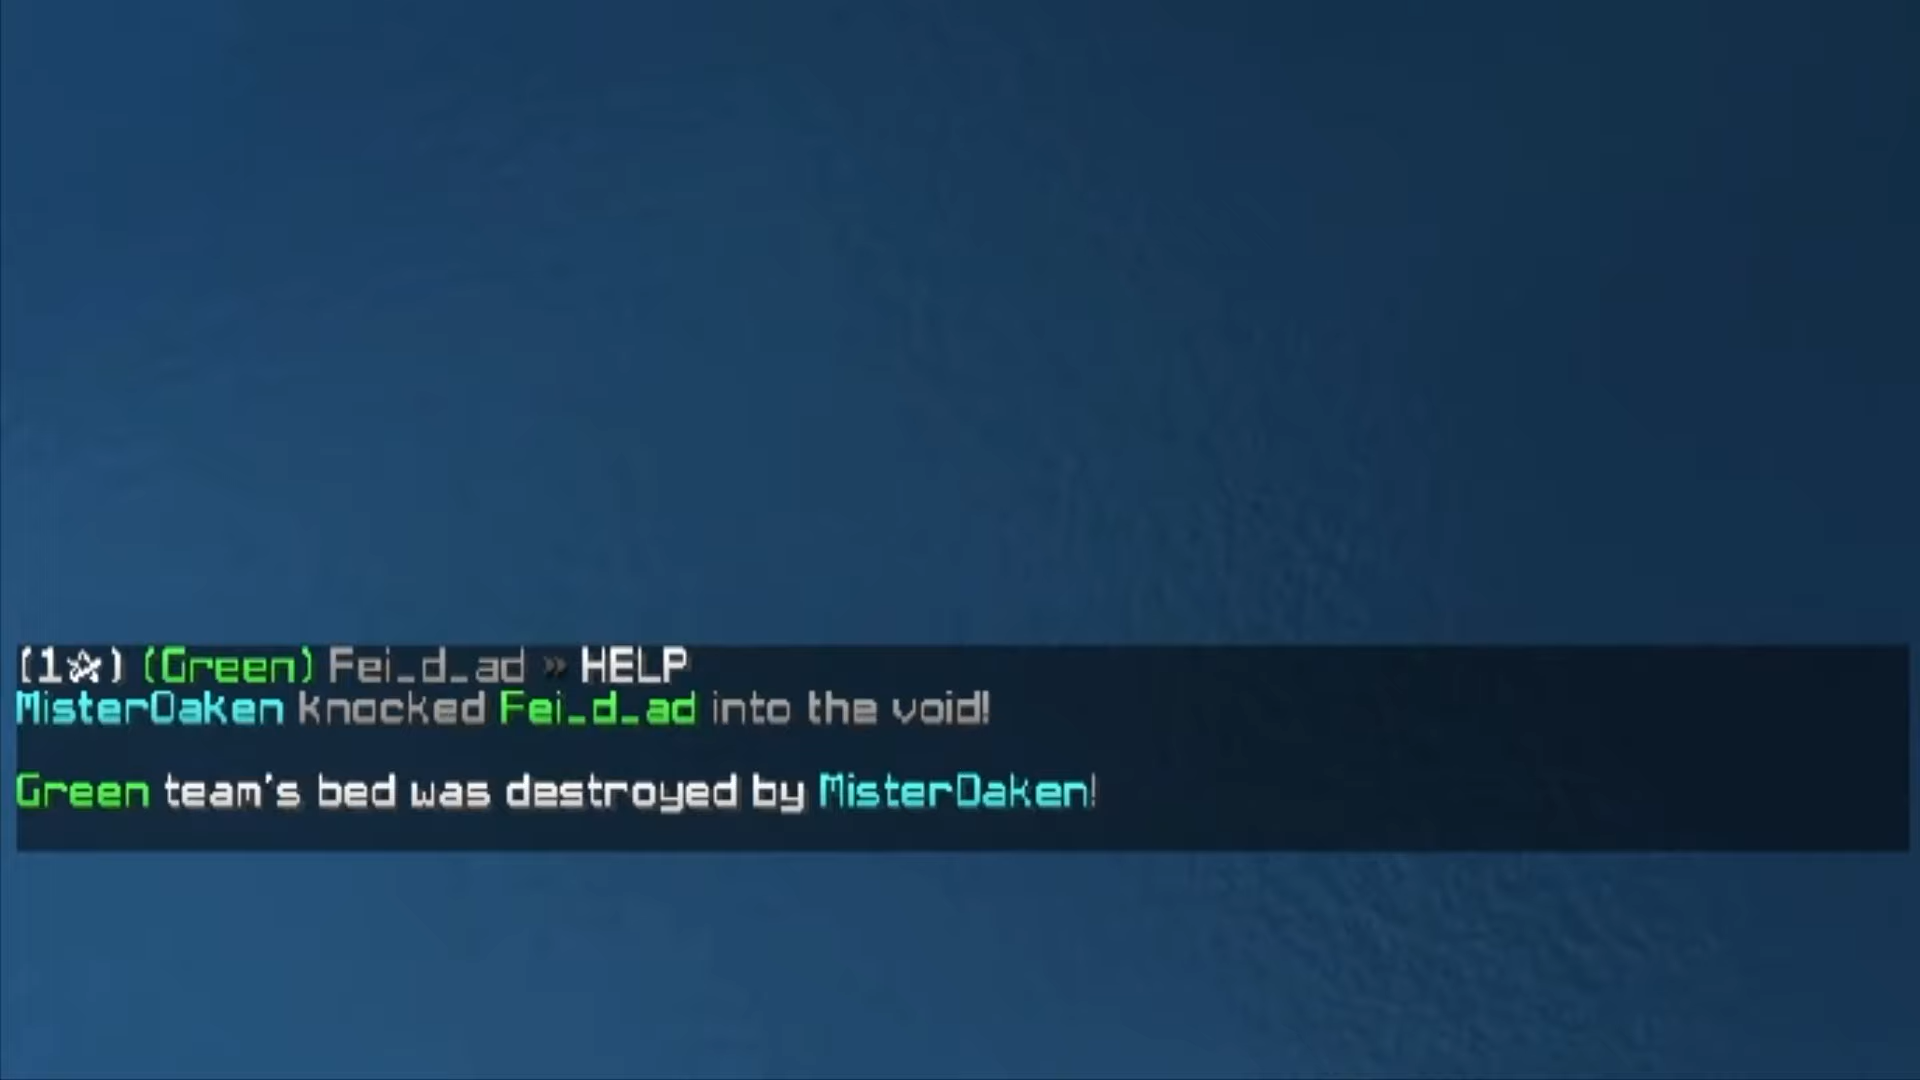 (1☆) (Green) Fei_d_ad » HELP
MisterOaken knocked Fei_d_ad into the void!
Green team's bed was destroyed by MisterOaken!